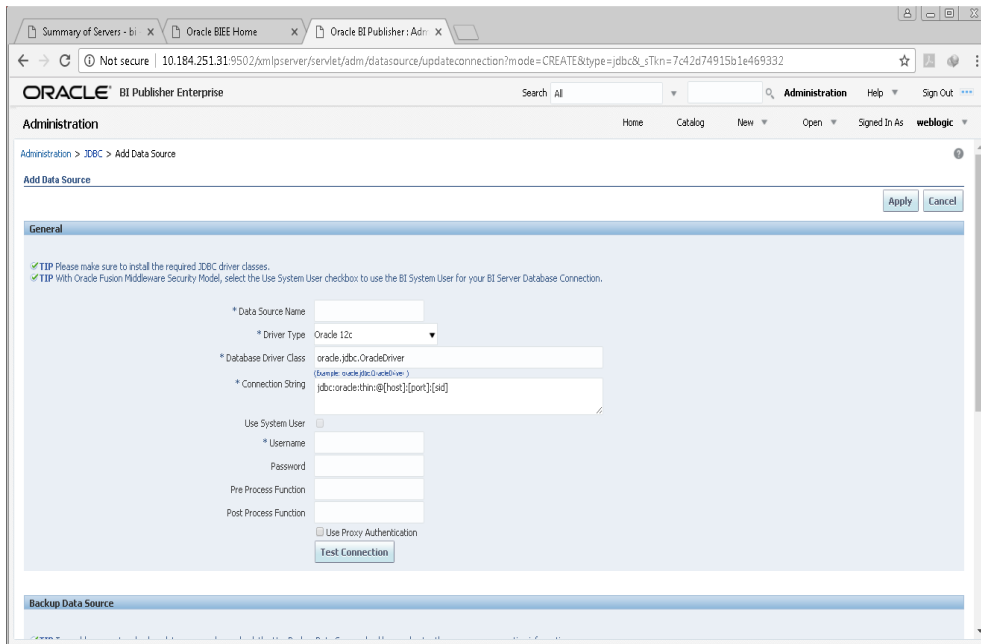 Summary of Servers - bi
Oracle BIEE Home
Oracle BI Publisher : Adm
Not secure | 10.184.251.31:9502/xmlpserver/servlet/adm/datasource/updateconnection?mode=CREATE&type=jdbc&_sTkn=7c42d74915b1e469332
ORACLE BI Publisher Enterprise
Search All
Administration Help Sign Out
Administration
Home Catalog New Open Signed In As weblogic
Administration > JDBC > Add Data Source
Add Data Source
Apply Cancel
General
TIP Please make sure to install the required JDBC driver classes.
TIP With Oracle Fusion Middleware Security Model, select the Use System User checkbox to use the BI System User for your BI Server Database Connection.
* Data Source Name
* Driver Type Oracle 12c
* Database Driver Class oracle.jdbc.OracleDriver
(Example: oracle.jdbc.OracleDriver )
* Connection String jdbc:oracle:thin:@[host]:[port]:[sid]
Use System User
* Username
Password
Pre Process Function
Post Process Function
Use Proxy Authentication
Test Connection
Backup Data Source